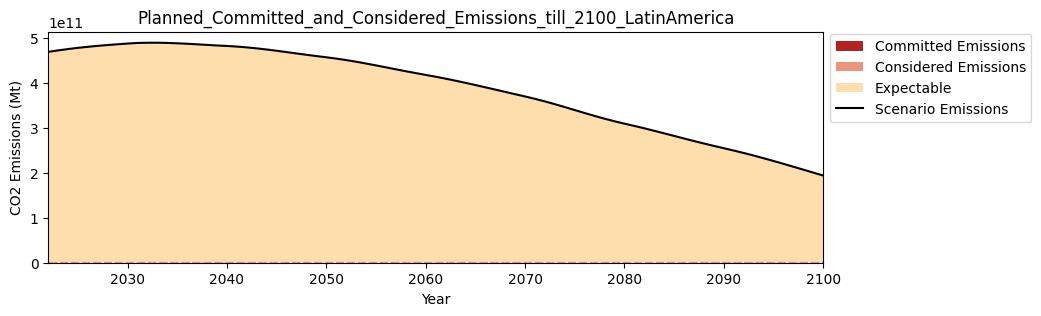 Planned_Committed_and_Considered_Emissions_till_2100_LatinAmerica
1e11
5
4
3
2
1
0
CO2 Emissions (Mt)
2030 2040 2050 2060 2070 2080 2090 2100
Year
Committed Emissions
Considered Emissions
Expectable
Scenario Emissions